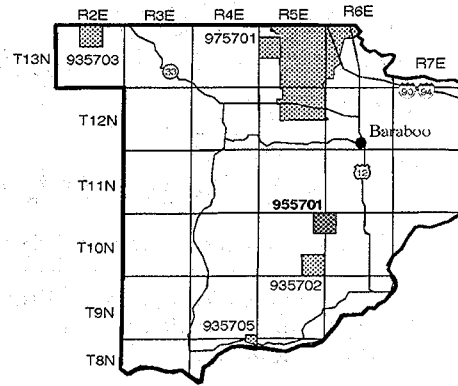 R2E R3E R4E R5E R6E
R7E
T13N 935703 33 975701 90 94
T12N
Baraboo
T11N 12
955701
T10N
935702
T9N
935705
T8N